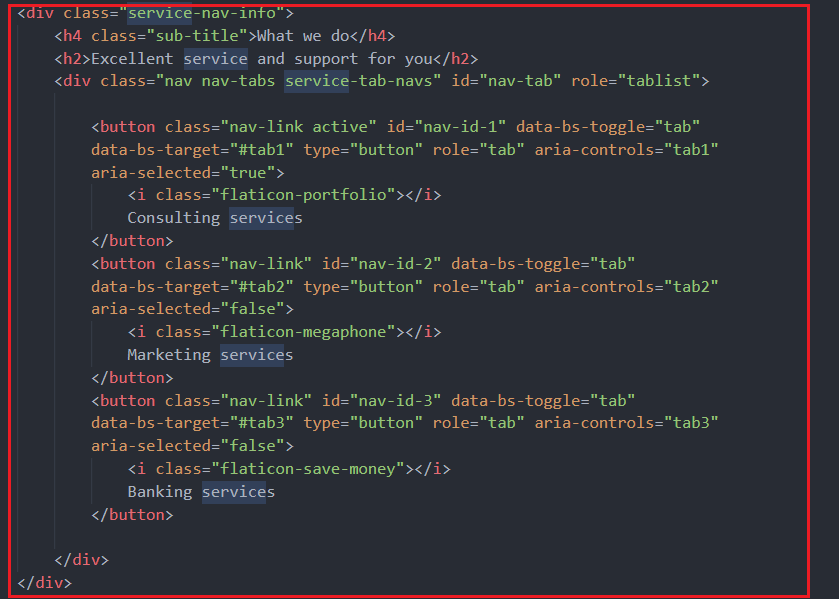 <div class="service-nav-info">
<h4 class="sub-title">What we do</h4>
<h2>Excellent service and support for you</h2>
<div class="nav nav-tabs service-tab-navs" id="nav-tab" role="tablist">
<button class="nav-link active" id="nav-id-1" data-bs-toggle="tab"
data-bs-target="#tab1" type="button" role="tab" aria-controls="tab1"
aria-selected="true">
<i class="flaticon-portfolio"></i>
Consulting services
</button>
<button class="nav-link" id="nav-id-2" data-bs-toggle="tab"
data-bs-target="#tab2" type="button" role="tab" aria-controls="tab2"
aria-selected="false">
<i class="flaticon-megaphone"></i>
Marketing services
</button>
<button class="nav-link" id="nav-id-3" data-bs-toggle="tab"
data-bs-target="#tab3" type="button" role="tab" aria-controls="tab3"
aria-selected="false">
<i class="flaticon-save-money"></i>
Banking services
</button>
</div>
</div>